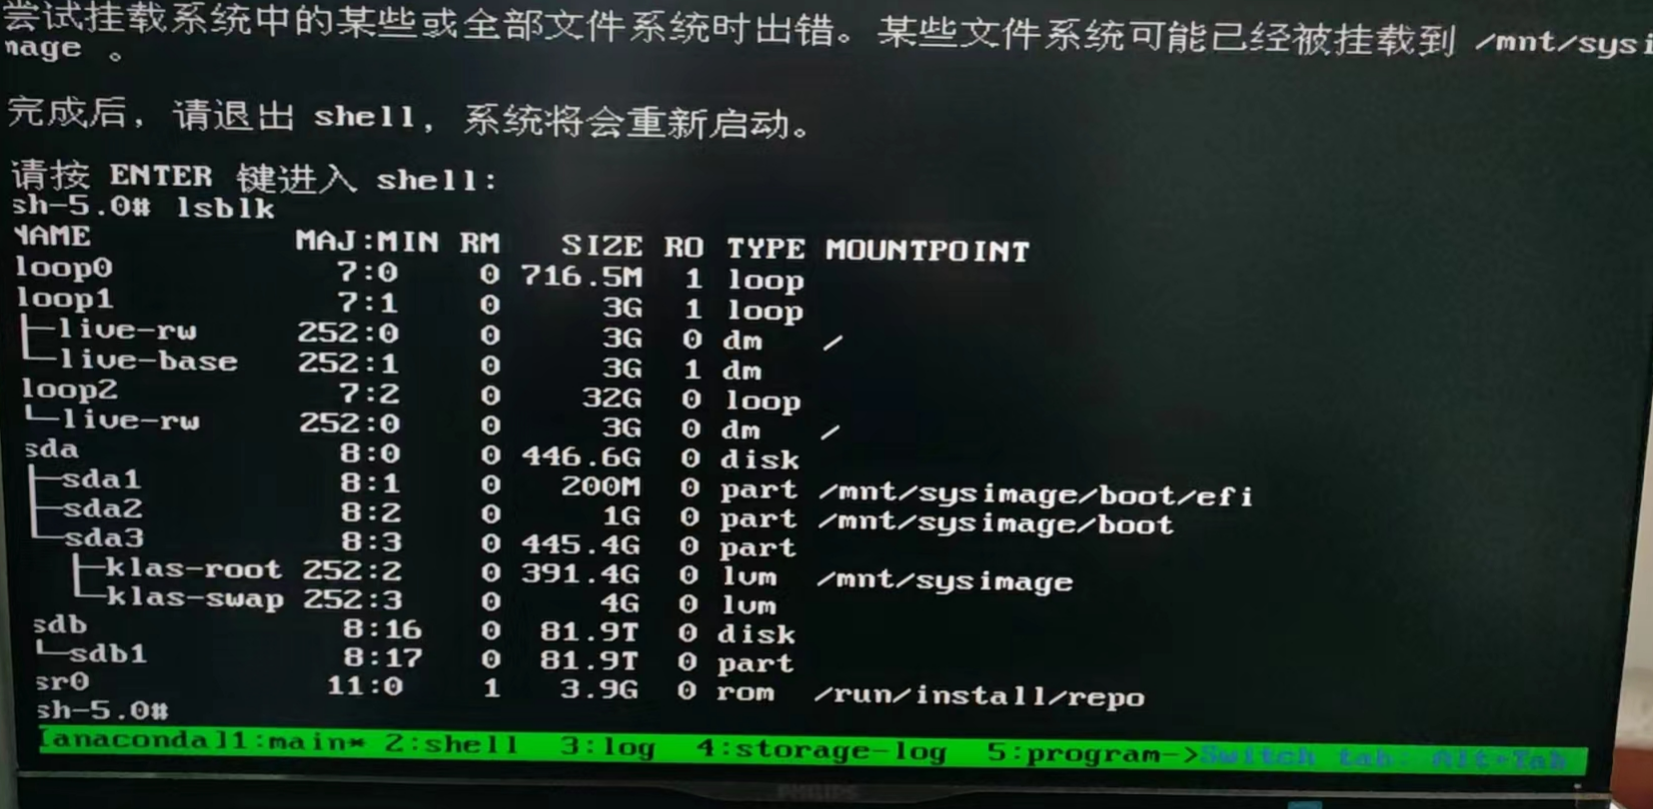 尝试挂载系统中的某些或全部文件系统时出错。某些文件系统可能已经被挂载到 /mnt/sysi
mage 。
完成后，请退出 shell，系统将会重新启动。
请按 ENTER 键进入 shell:
sh-5.0# lsblk
NAME MAJ:MIN RM SIZE RO TYPE MOUNTPOINT
loop0 7:0 0 716.5M 1 loop
loop1 7:1 0 3G 1 loop
├─live-rw 252:0 0 3G 0 dm /
└─live-base 252:1 0 3G 1 dm
loop2 7:2 0 32G 0 loop
└─live-rw 252:0 0 3G 0 dm /
sda 8:0 0 446.6G 0 disk
├─sda1 8:1 0 200M 0 part /mnt/sysimage/boot/efi
├─sda2 8:2 0 1G 0 part /mnt/sysimage/boot
└─sda3 8:3 0 445.4G 0 part
├─klas-root 252:2 0 391.4G 0 lvm /mnt/sysimage
└─klas-swap 252:3 0 4G 0 lvm
sdb 8:16 0 81.9T 0 disk
└─sdb1 8:17 0 81.9T 0 part
sr0 11:0 1 3.9G 0 rom /run/install/repo
sh-5.0#
[anaconda]1:main* 2:shell 3:log 4:storage-log 5:program->Switch tab: Alt+Tab
PHILIPS